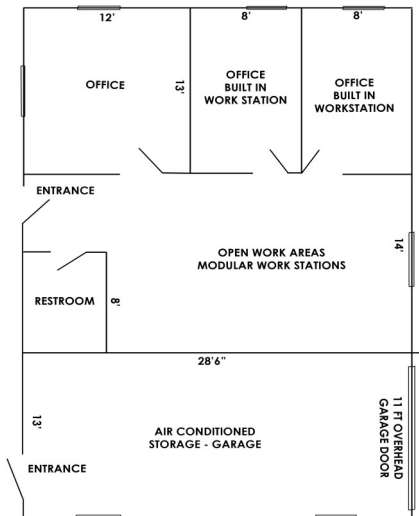 12'
8'
8'
OFFICE
13'
OFFICE
BUILT IN
WORK STATION
OFFICE
BUILT IN
WORKSTATION
ENTRANCE
OPEN WORK AREAS
MODULAR WORK STATIONS
14'
RESTROOM
8'
28'6"
13'
AIR CONDITIONED
STORAGE - GARAGE
11 FT OVERHEAD
GARAGE DOOR
ENTRANCE